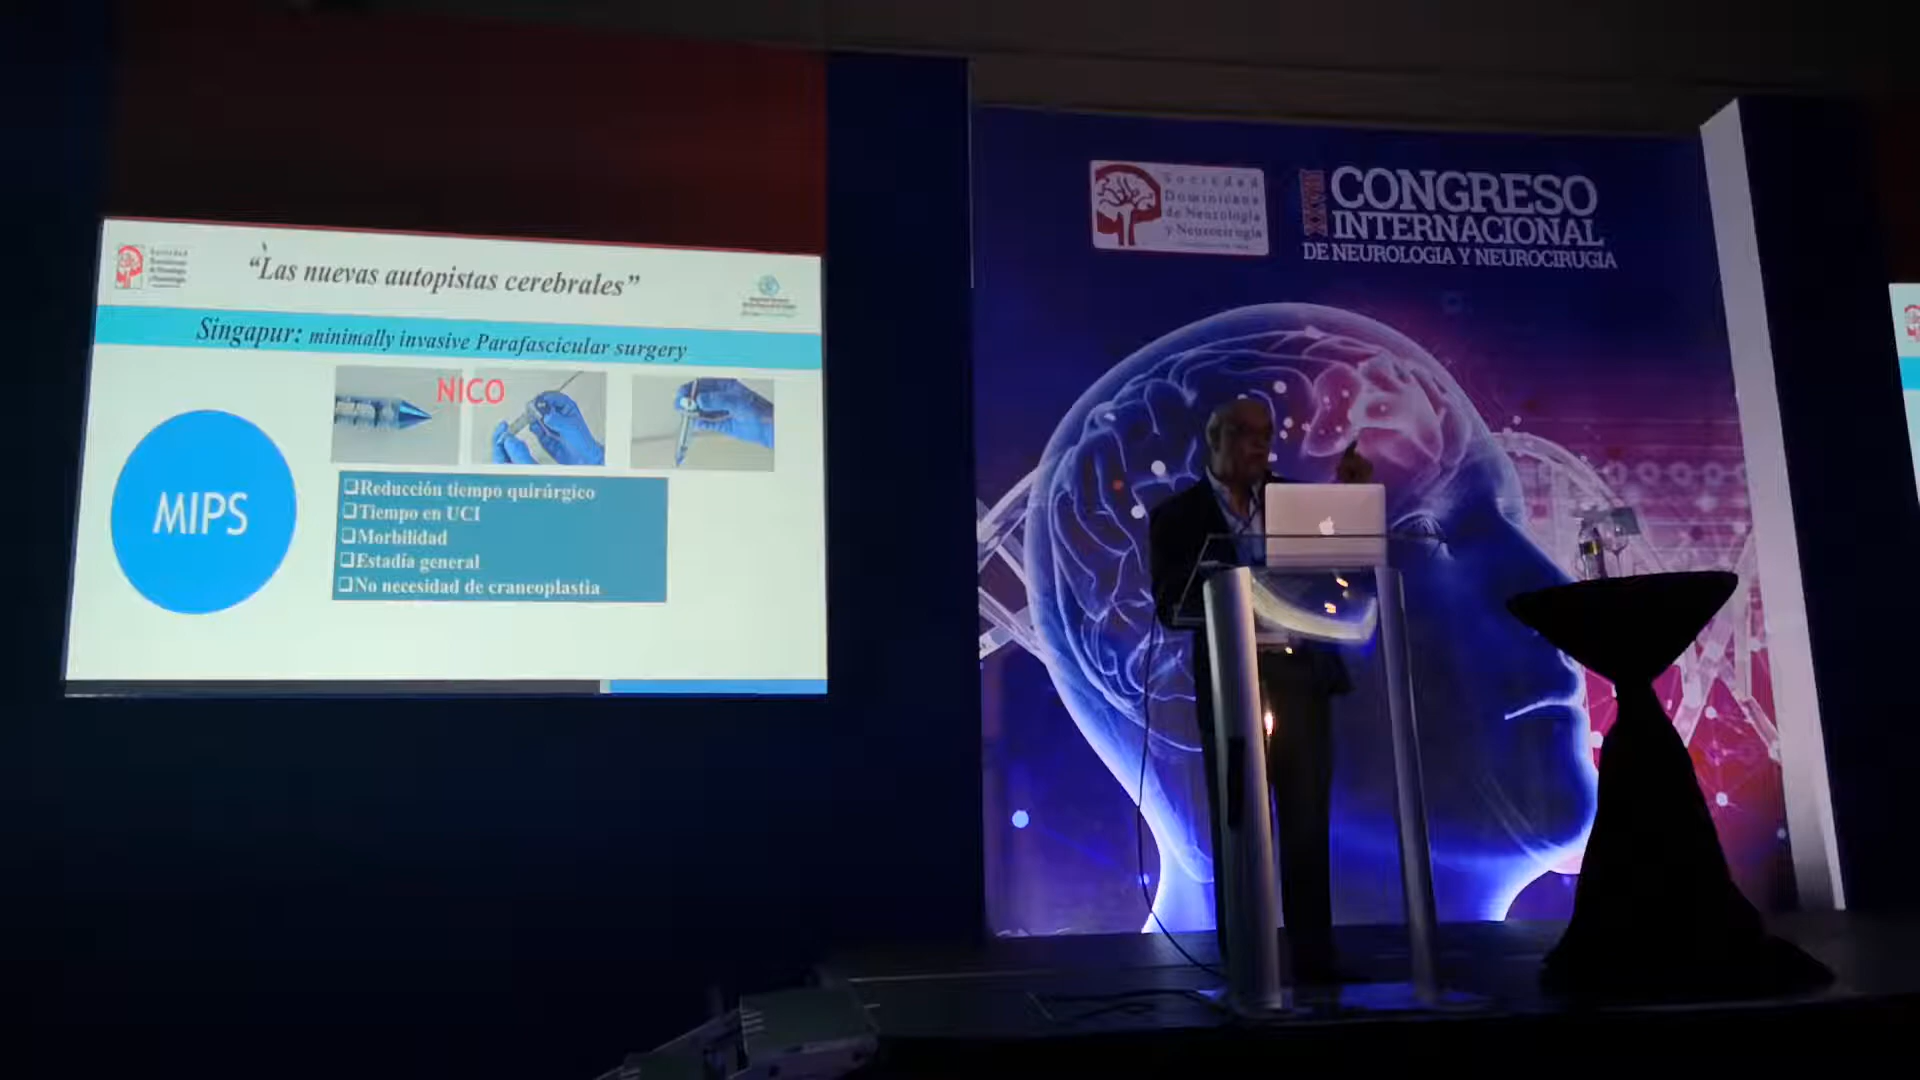 “Las nuevas autopistas cerebrales”
Singapur: minimally invasive Parafascicular surgery
NICO
MIPS
Reducción tiempo quirúrgico
Tiempo en UCI
Morbilidad
Estadía general
No necesidad de craneoplastia
Sociedad
Dominicana
de Neurología
y Neurocirugía
CONGRESO
INTERNACIONAL
DE NEUROLOGIA Y NEUROCIRUGIA